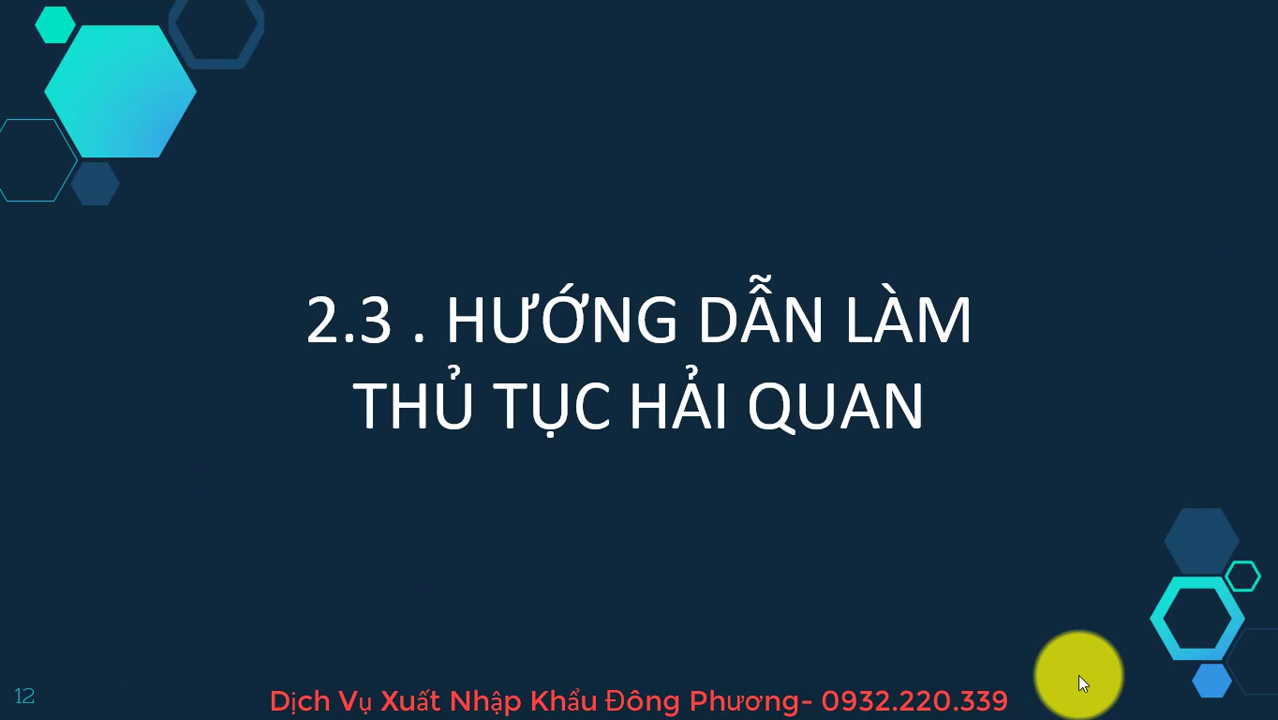 2.3 . HƯỚNG DẪN LÀM
THỦ TỤC HẢI QUAN
12
Dịch Vụ Xuất Nhập Khẩu Đông Phương- 0932.220.339